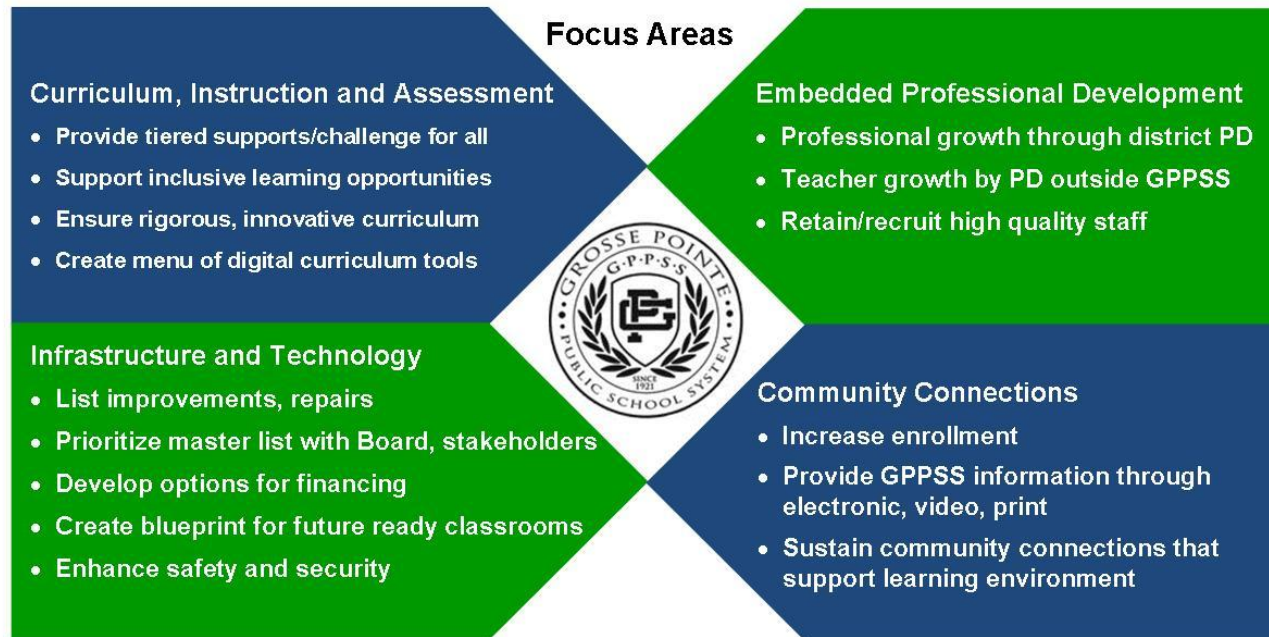 Focus Areas
Curriculum, Instruction and Assessment
• Provide tiered supports/challenge for all
• Support inclusive learning opportunities
• Ensure rigorous, innovative curriculum
• Create menu of digital curriculum tools
Embedded Professional Development
• Professional growth through district PD
• Teacher growth by PD outside GPPSS
• Retain/recruit high quality staff
GROSSE POINTE
G·P·P·S·S
SINCE
1921
PUBLIC SCHOOL SYSTEM
Infrastructure and Technology
• List improvements, repairs
• Prioritize master list with Board, stakeholders
• Develop options for financing
• Create blueprint for future ready classrooms
• Enhance safety and security
Community Connections
• Increase enrollment
• Provide GPPSS information through
electronic, video, print
• Sustain community connections that
support learning environment